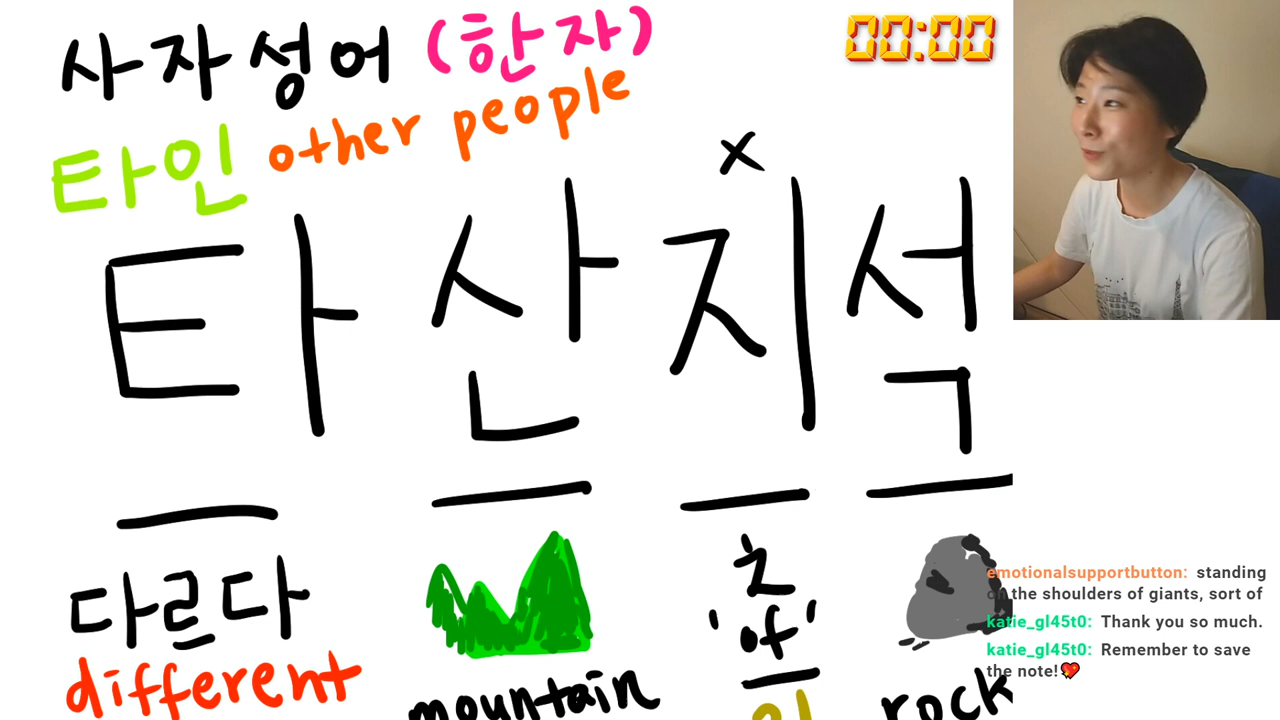 사자성어 (한자)
00:00
타인 other people
x
타 산 지 석
다르다
different
mountain
之
'of'
의
rock
emotionalsupportbutton: standing
on the shoulders of giants, sort of
katie_gl45t0: Thank you so much.
katie_gl45t0: Remember to save
the note!💖